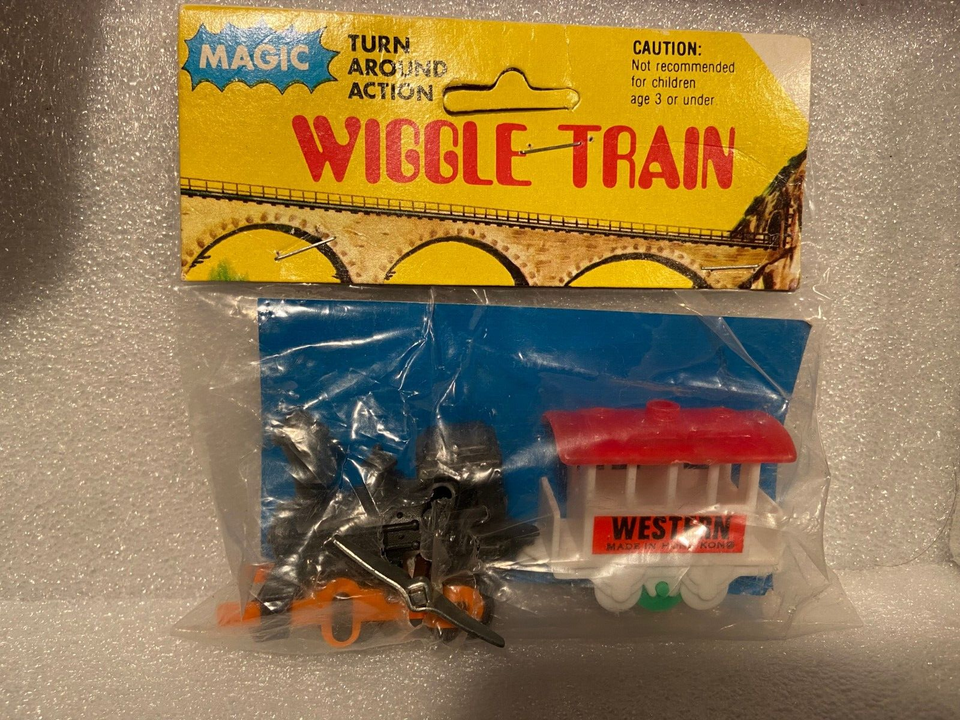 MAGIC
TURN
AROUND
ACTION
CAUTION:
Not recommended
for children
age 3 or under
WIGGLE TRAIN
WESTERN
MADE IN HONG KONG